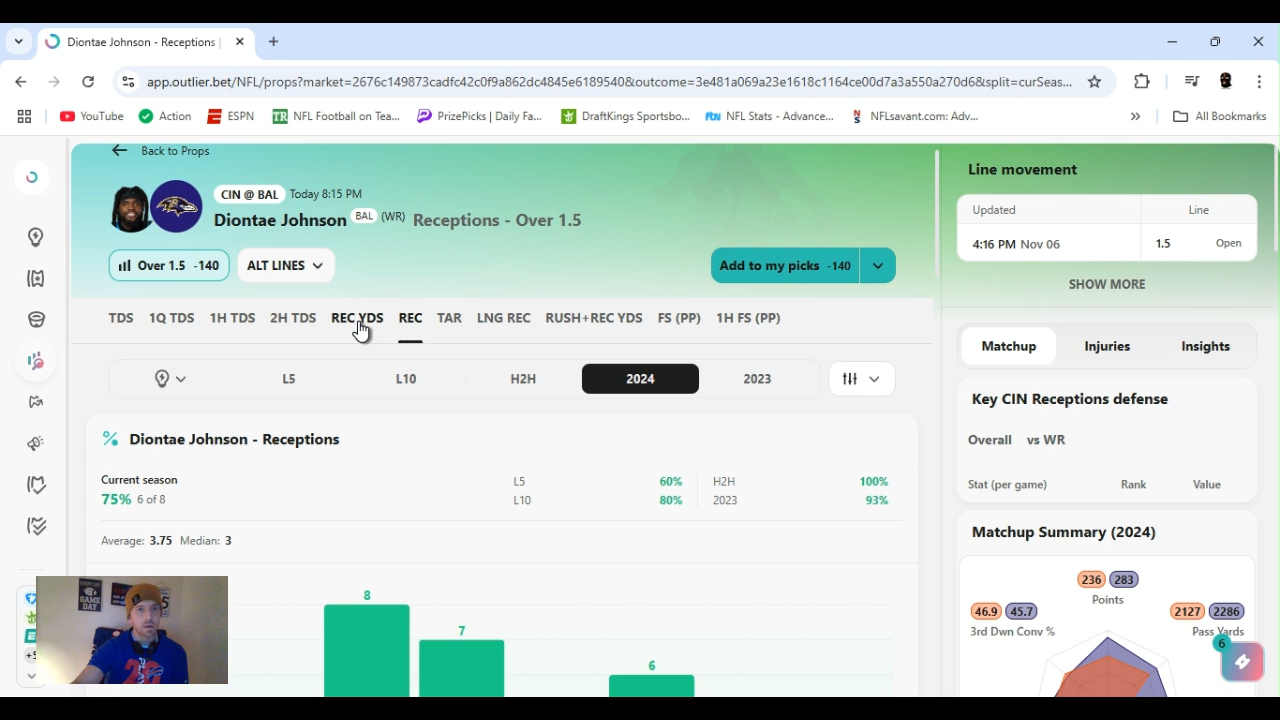 Diontae Johnson - Receptions |
app.outlier.bet/NFL/props?market=2676c149873cadfc42c0f9a862dc4845e6189540&outcome=3e481a069a23e1618c1164ce00d7a3a550a270d6&split=curSeas...
YouTube Action ESPN NFL Football on Tea... PrizePicks | Daily Fa... DraftKings Sportsbo... ftn NFL Stats - Advance... NFLsavant.com: Adv... » All Bookmarks
Back to Props
CIN @ BAL Today 8:15 PM
Diontae Johnson BAL (WR) Receptions - Over 1.5
Over 1.5 -140 ALT LINES
Add to my picks -140
TDS 1Q TDS 1H TDS 2H TDS REC YDS REC TAR LNG REC RUSH+REC YDS FS (PP) 1H FS (PP)
L5 L10 H2H 2024 2023
Diontae Johnson - Receptions
Current season
75% 6 of 8
L5 60% H2H 100%
L10 80% 2023 93%
Average: 3.75 Median: 3
8
7
6
Line movement
Updated Line
4:16 PM Nov 06 1.5 Open
SHOW MORE
Matchup Injuries Insights
Key CIN Receptions defense
Overall vs WR
Stat (per game) Rank Value
Matchup Summary (2024)
236 283
Points
46.9 45.7
3rd Dwn Conv %
2127 2286
Pass Yards
6
GAME DAY